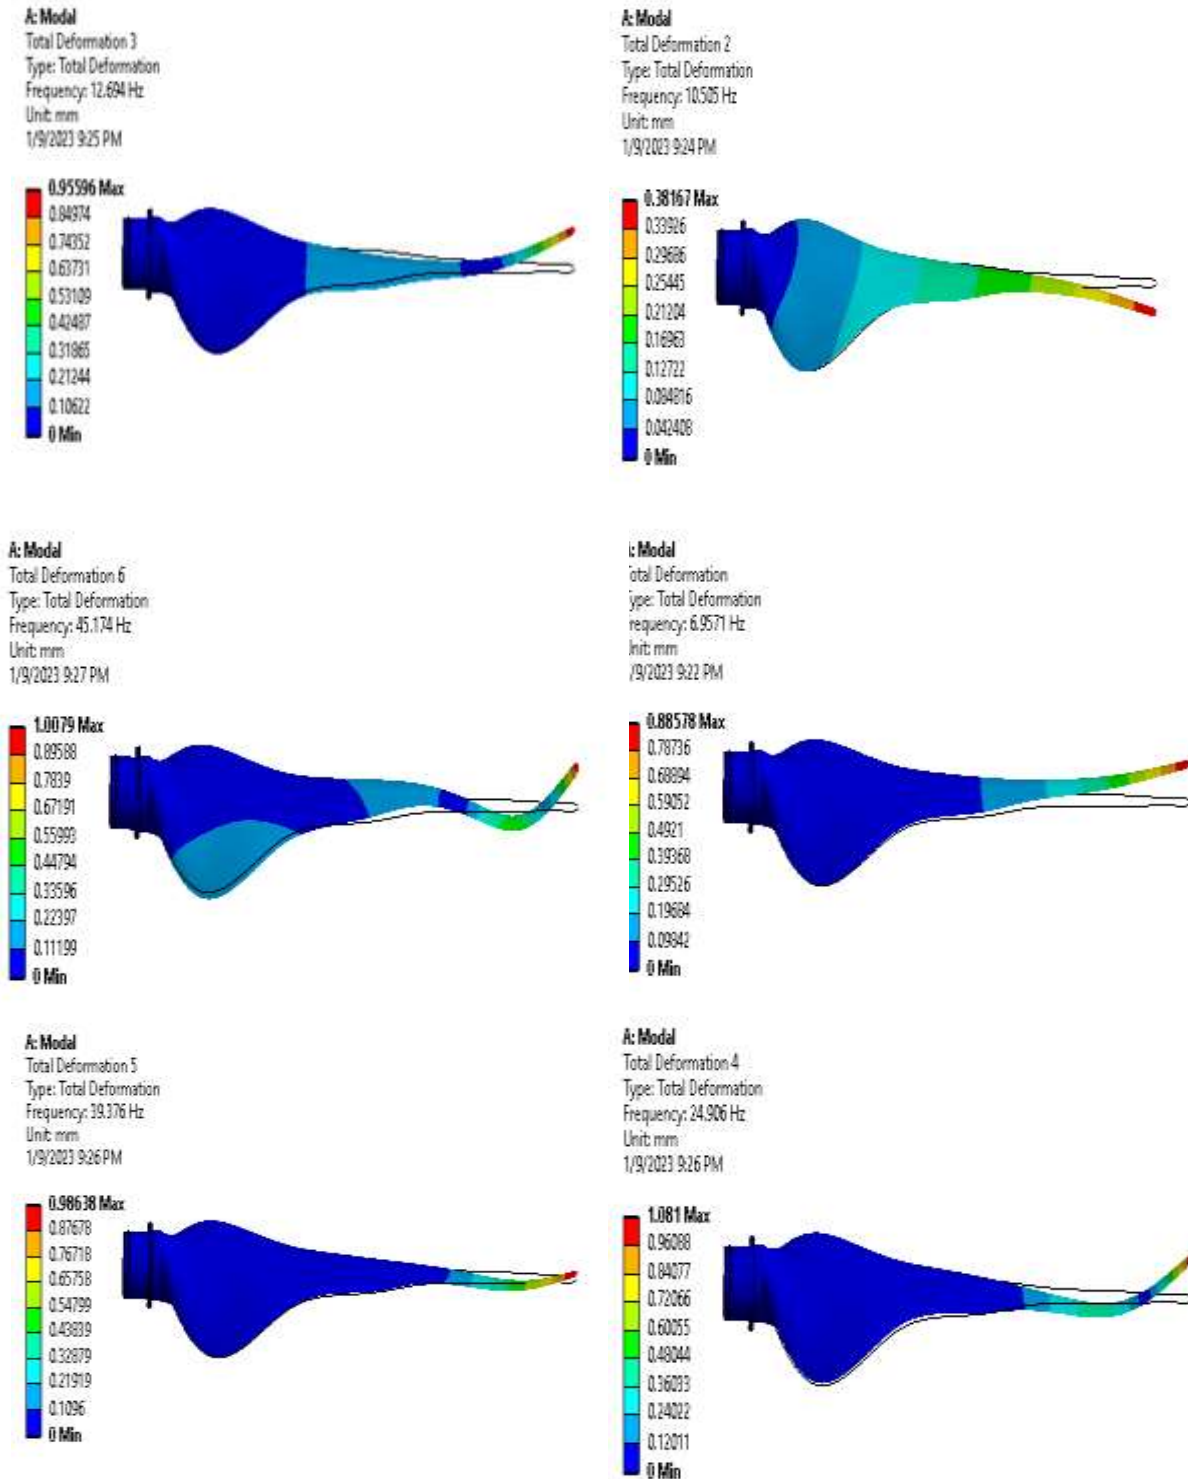 A: Modal
Total Deformation 3
Type: Total Deformation
Frequency: 12.694 Hz
Unit: mm
1/9/2023 9:25 PM
0.95596 Max
0.84974
0.74352
0.63731
0.53109
0.42487
0.31865
0.21244
0.10622
0 Min
A: Modal
Total Deformation 2
Type: Total Deformation
Frequency: 10.505 Hz
Unit: mm
1/9/2023 9:24 PM
0.38167 Max
0.33926
0.29686
0.25445
0.21204
0.16963
0.12722
0.084816
0.042408
0 Min
A: Modal
Total Deformation 6
Type: Total Deformation
Frequency: 45.174 Hz
Unit: mm
1/9/2023 9:27 PM
1.0079 Max
0.89588
0.7839
0.67191
0.55993
0.44794
0.33596
0.22397
0.11199
0 Min
: Modal
otal Deformation
ype: Total Deformation
requency: 6.9571 Hz
nit: mm
/9/2023 9:22 PM
0.88578 Max
0.78736
0.68894
0.59052
0.4921
0.39368
0.29526
0.19684
0.09842
0 Min
A: Modal
Total Deformation 5
Type: Total Deformation
Frequency: 39.376 Hz
Unit: mm
1/9/2023 9:26 PM
0.98638 Max
0.87678
0.76718
0.65758
0.54799
0.43839
0.32879
0.21919
0.1096
0 Min
A: Modal
Total Deformation 4
Type: Total Deformation
Frequency: 24.906 Hz
Unit: mm
1/9/2023 9:26 PM
1.081 Max
0.96088
0.84077
0.72066
0.60055
0.48044
0.36033
0.24022
0.12011
0 Min